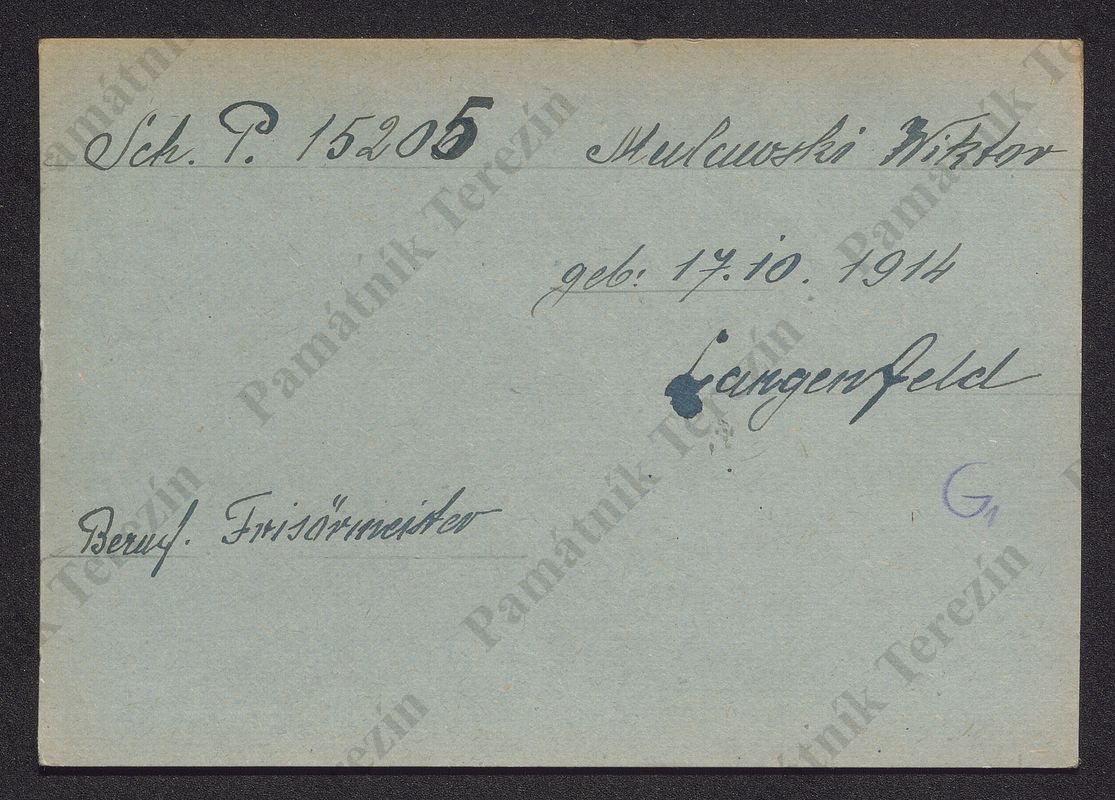 Sch. P. 15205 Mulawski Wiktor
geb: 17.10. 1914
Langenfeld
G1
Beruf. Frisörmeister
Památník Terezín